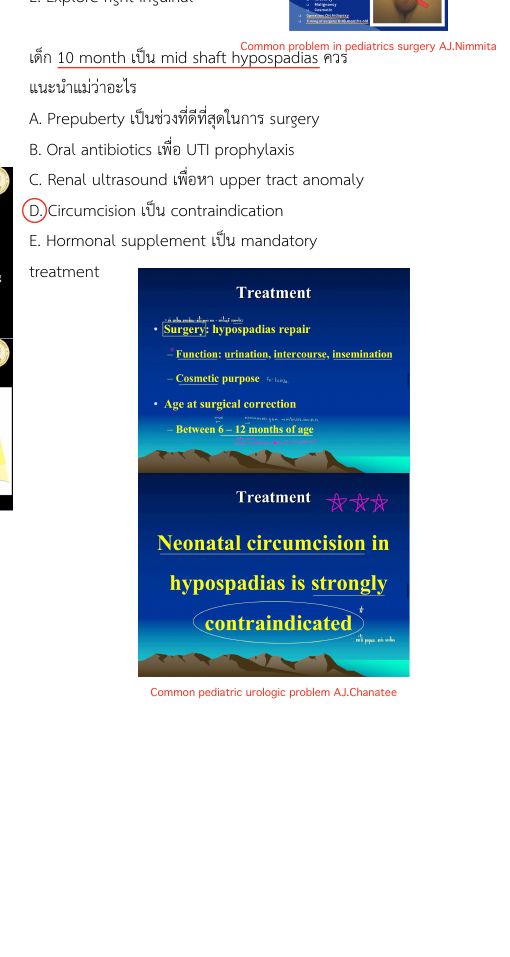 Common problem in pediatrics surgery AJ.Nimmita
เด็ก 10 month เป็น mid shaft hypospadias ควร
แนะนำแม่ว่าอะไร
A. Prepuberty เป็นช่วงที่ดีที่สุดในการ surgery
B. Oral antibiotics เพื่อ UTI prophylaxis
C. Renal ultrasound เพื่อหา upper tract anomaly
D. Circumcision เป็น contraindication
E. Hormonal supplement เป็น mandatory
treatment
Treatment
• Surgery: hypospadias repair
– Function: urination, intercourse, insemination
– Cosmetic purpose
• Age at surgical correction
– Between 6 – 12 months of age
Treatment
Neonatal circumcision in
hypospadias is strongly
contraindicated
Common pediatric urologic problem AJ.Chanatee